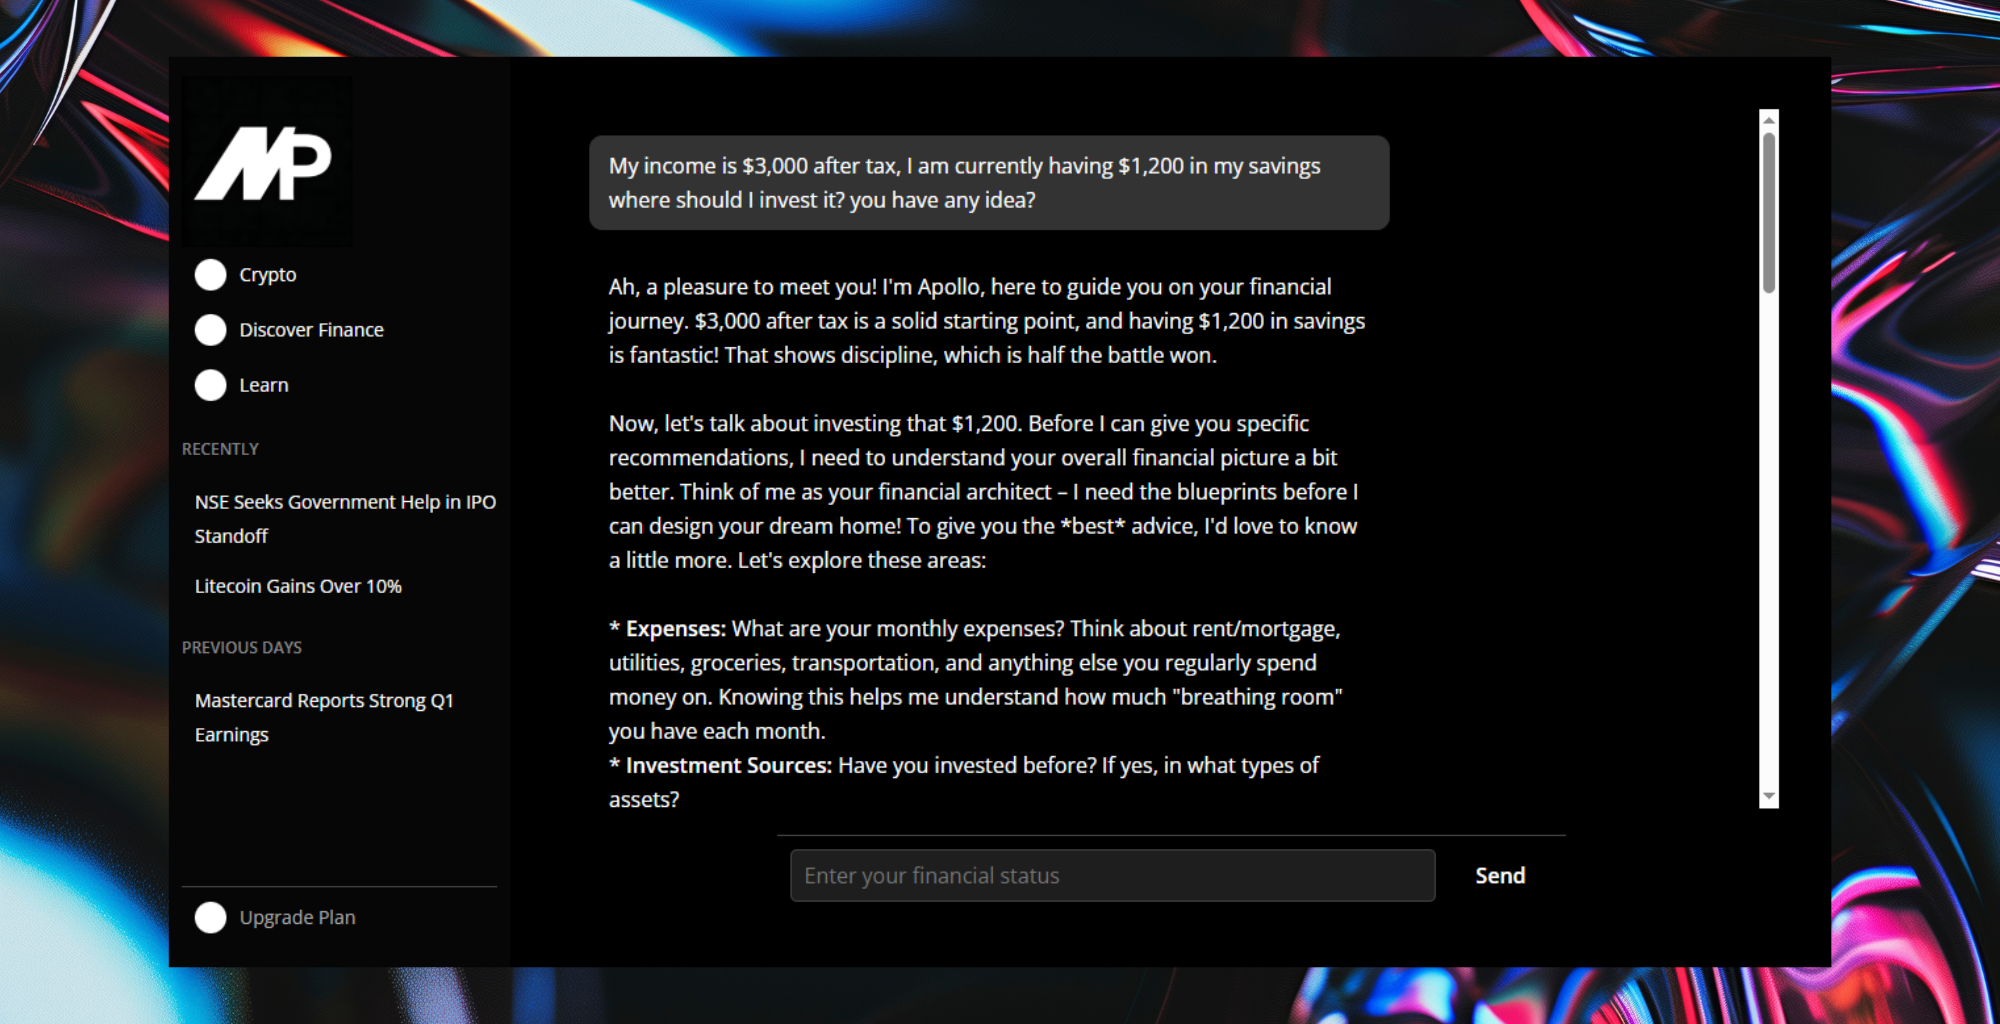 MP
Crypto
Discover Finance
Learn
RECENTLY
NSE Seeks Government Help in IPO
Standoff
Litecoin Gains Over 10%
PREVIOUS DAYS
Mastercard Reports Strong Q1
Earnings
Upgrade Plan
My income is $3,000 after tax, I am currently having $1,200 in my savings
where should I invest it? you have any idea?
Ah, a pleasure to meet you! I'm Apollo, here to guide you on your financial
journey. $3,000 after tax is a solid starting point, and having $1,200 in savings
is fantastic! That shows discipline, which is half the battle won.
Now, let's talk about investing that $1,200. Before I can give you specific
recommendations, I need to understand your overall financial picture a bit
better. Think of me as your financial architect – I need the blueprints before I
can design your dream home! To give you the *best* advice, I'd love to know
a little more. Let's explore these areas:
* Expenses: What are your monthly expenses? Think about rent/mortgage,
utilities, groceries, transportation, and anything else you regularly spend
money on. Knowing this helps me understand how much "breathing room"
you have each month.
* Investment Sources: Have you invested before? If yes, in what types of
assets?
Enter your financial status
Send